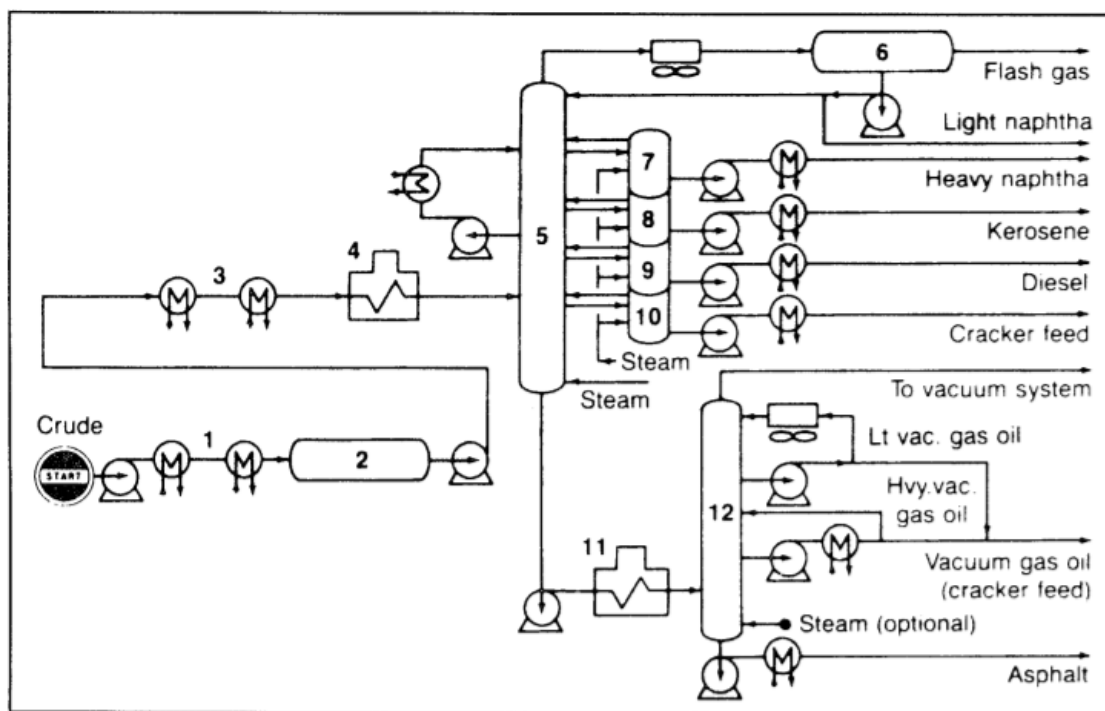 6
Flash gas
Light naphtha
7
Heavy naphtha
8
Kerosene
5
9
Diesel
4
3
10
Cracker feed
Steam
Steam
To vacuum system
Crude
1
START
2
Lt vac. gas oil
Hvy.vac.
gas oil
12
11
Vacuum gas oil
(cracker feed)
Steam (optional)
Asphalt